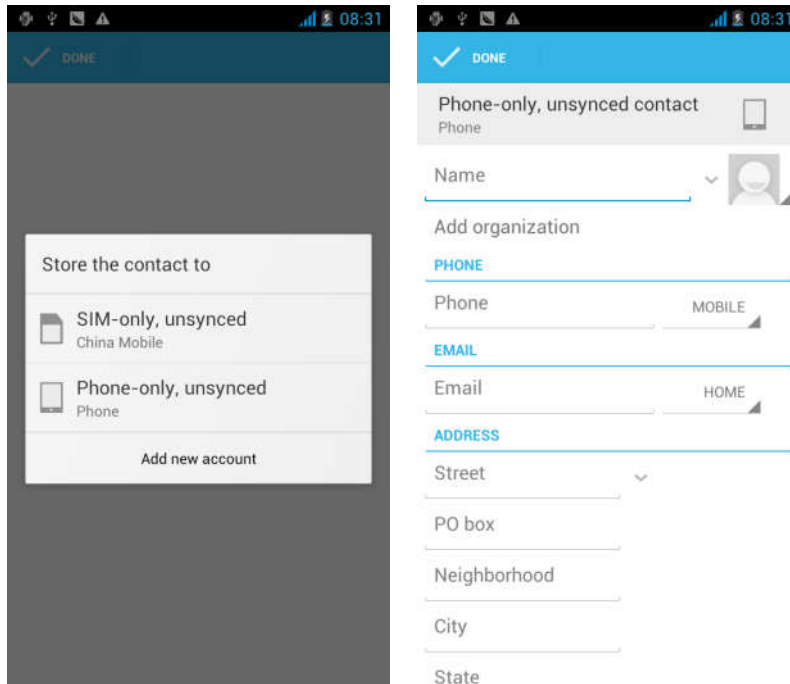 08:31
DONE
Store the contact to
SIM-only, unsynced
China Mobile
Phone-only, unsynced
Phone
Add new account
08:31
DONE
Phone-only, unsynced contact
Phone
Name
Add organization
PHONE
Phone MOBILE
EMAIL
Email HOME
ADDRESS
Street
PO box
Neighborhood
City
State